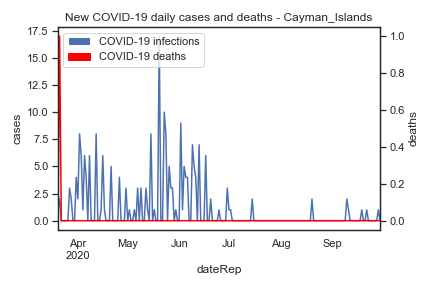 New COVID-19 daily cases and deaths - Cayman_Islands
COVID-19 infections
COVID-19 deaths
17.5
15.0
12.5
10.0
7.5
5.0
2.5
0.0
cases
1.0
0.8
0.6
0.4
0.2
0.0
deaths
Apr
2020
May
Jun
Jul
Aug
Sep
dateRep